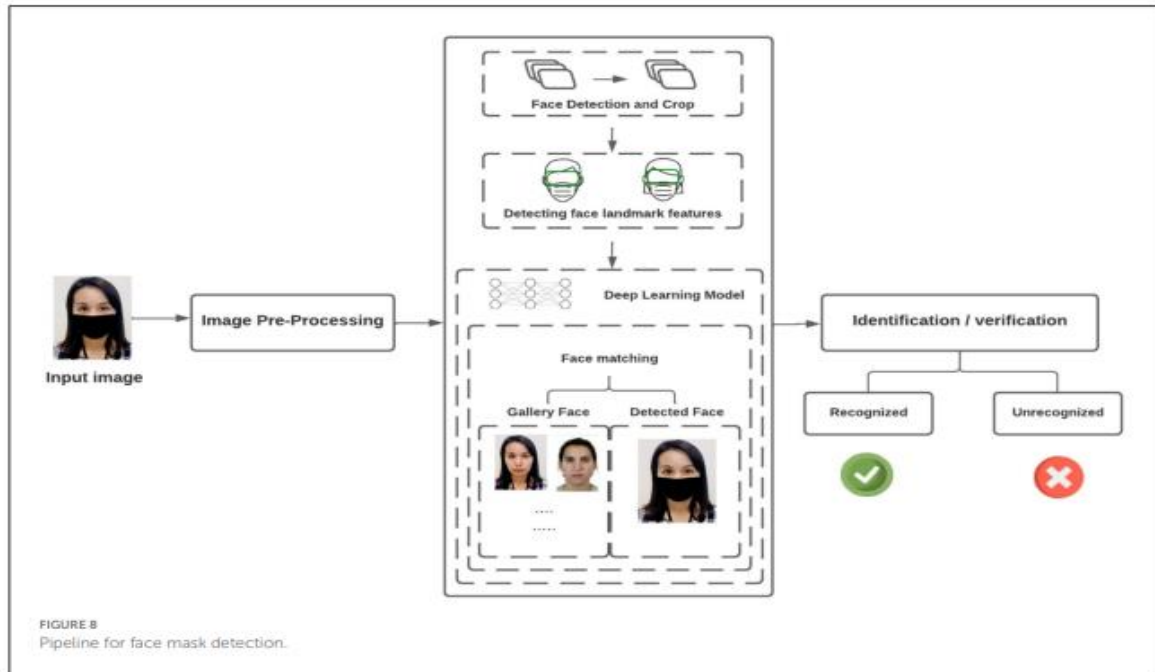 Face Detection and Crop
Detecting face landmark features
Deep Learning Model
Image Pre-Processing
Identification / verification
Input image
Face matching
Gallery Face
Detected Face
Recognized
Unrecognized
....
.....
FIGURE 8
Pipeline for face mask detection.